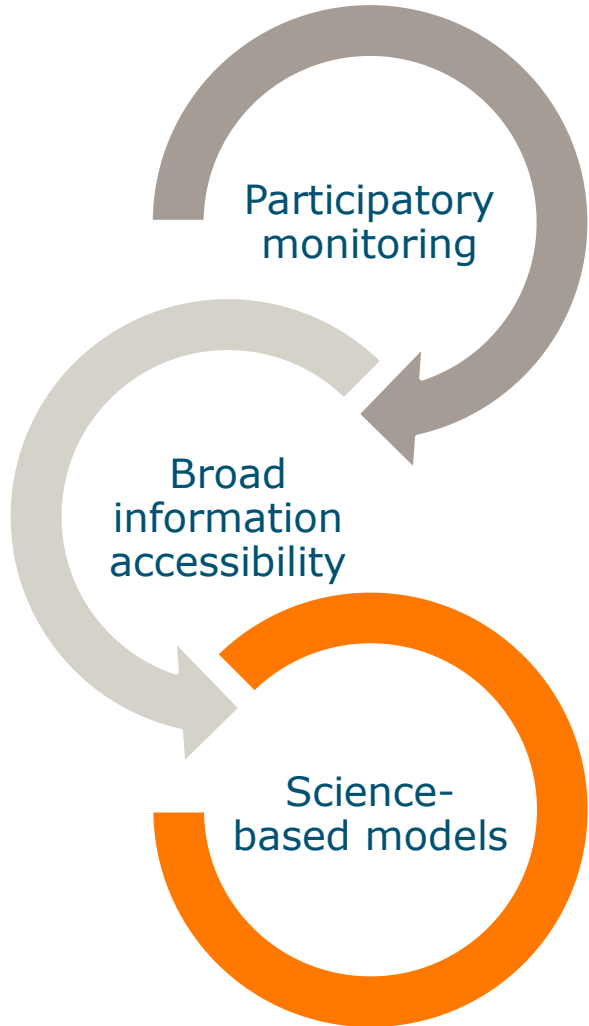 Participatory
monitoring
Broad
information
accessibility
Science-
based models